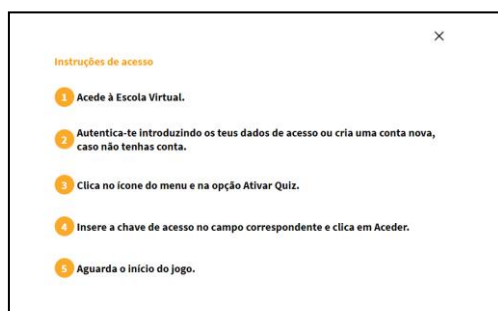 Instruções de acesso
1 Acede à Escola Virtual.
2 Autentica-te introduzindo os teus dados de acesso ou cria uma conta nova,
caso não tenhas conta.
3 Clica no ícone do menu e na opção Ativar Quiz.
4 Insere a chave de acesso no campo correspondente e clica em Aceder.
5 Aguarda o início do jogo.